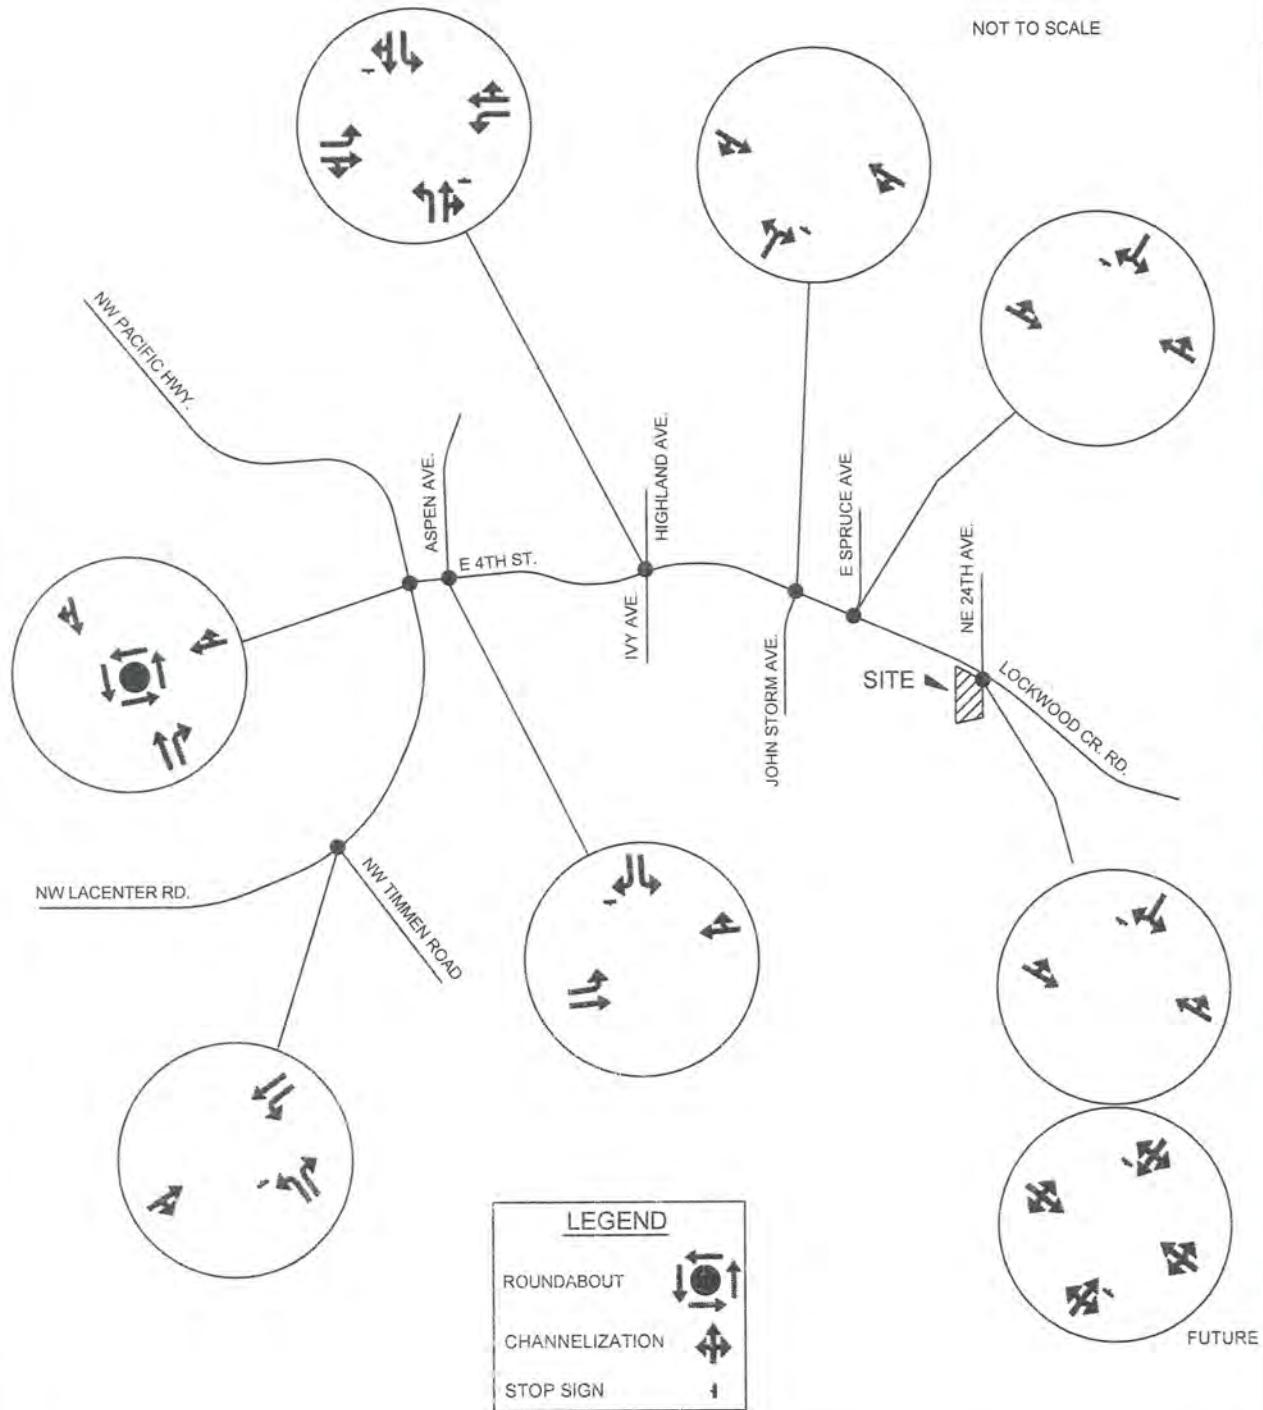 NOT TO SCALE
NW PACIFIC HWY.
ASPEN AVE.
E 4TH ST.
HIGHLAND AVE.
IVY AVE.
E SPRUCE AVE.
JOHN STORM AVE.
NE 24TH AVE.
SITE
LOCKWOOD CR. RD.
NW LACENTER RD.
NW TIMMEN ROAD
LEGEND
ROUNDABOUT
CHANNELIZATION
STOP SIGN
FUTURE